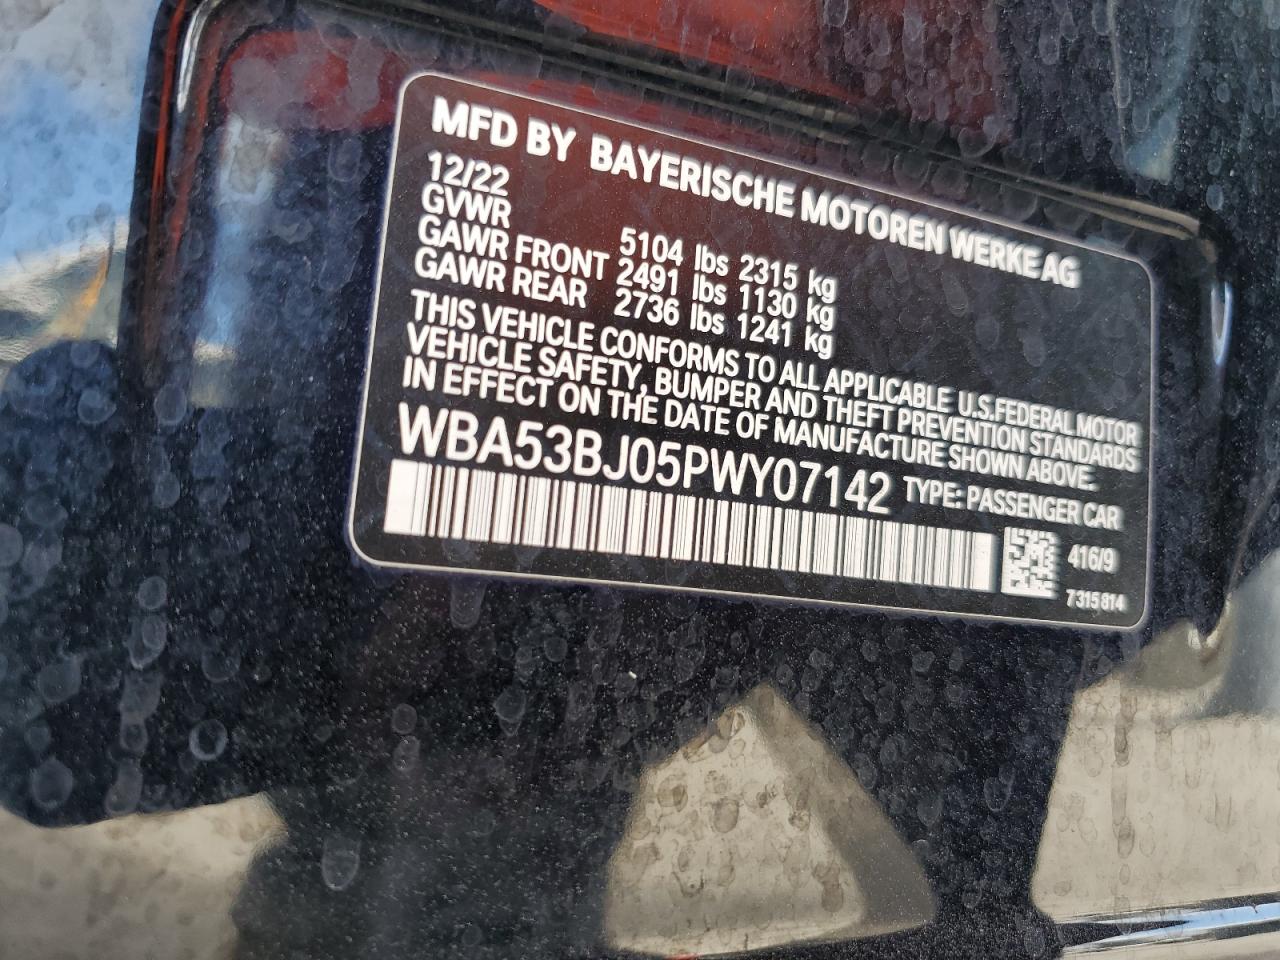 MFD BY BAYERISCHE MOTOREN WERKE AG
12/22
GVWR 5104 lbs 2315 kg
GAWR FRONT 2491 lbs 1130 kg
GAWR REAR 2736 lbs 1241 kg
THIS VEHICLE CONFORMS TO ALL APPLICABLE U.S.FEDERAL MOTOR
VEHICLE SAFETY, BUMPER AND THEFT PREVENTION STANDARDS
IN EFFECT ON THE DATE OF MANUFACTURE SHOWN ABOVE.
WBA53BJ05PWY07142 TYPE: PASSENGER CAR
416/9
7 315 814